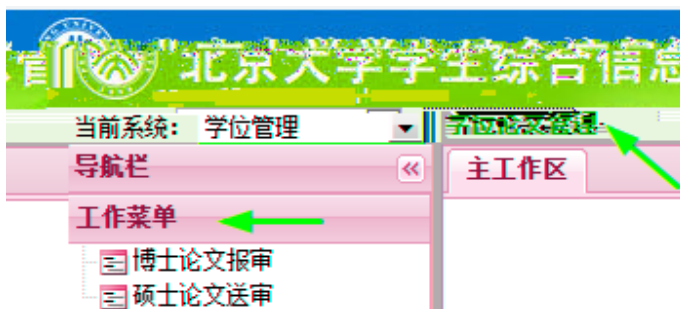 北京大学学生综合信息
当前系统： 学位管理
导航栏
主工作区
工作菜单
博士论文报审
硕士论文送审